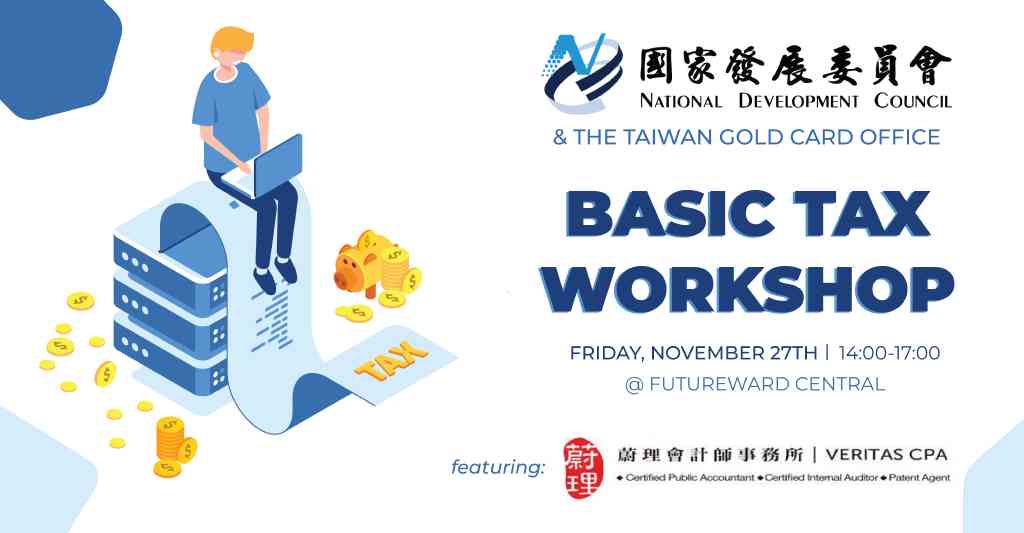 國家發展委員會
NATIONAL DEVELOPMENT COUNCIL
& THE TAIWAN GOLD CARD OFFICE
BASIC TAX
WORKSHOP
FRIDAY, NOVEMBER 27TH | 14:00-17:00
@ FUTUREWARD CENTRAL
TAX
featuring:
蔚理
蔚理會計師事務所 | VERITAS CPA
◆Certified Public Accountant ◆Certified Internal Auditor ◆Patent Agent